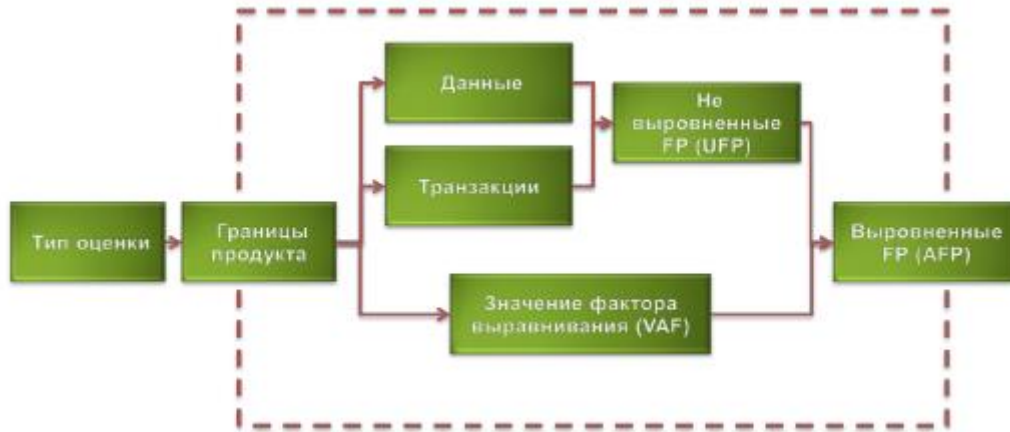 Данные
Не
выровненные
FP (UFP)
Транзакции
Тип оценки
Границы
продукта
Выровненные
FP (AFP)
Значение фактора
выравнивания (VAF)